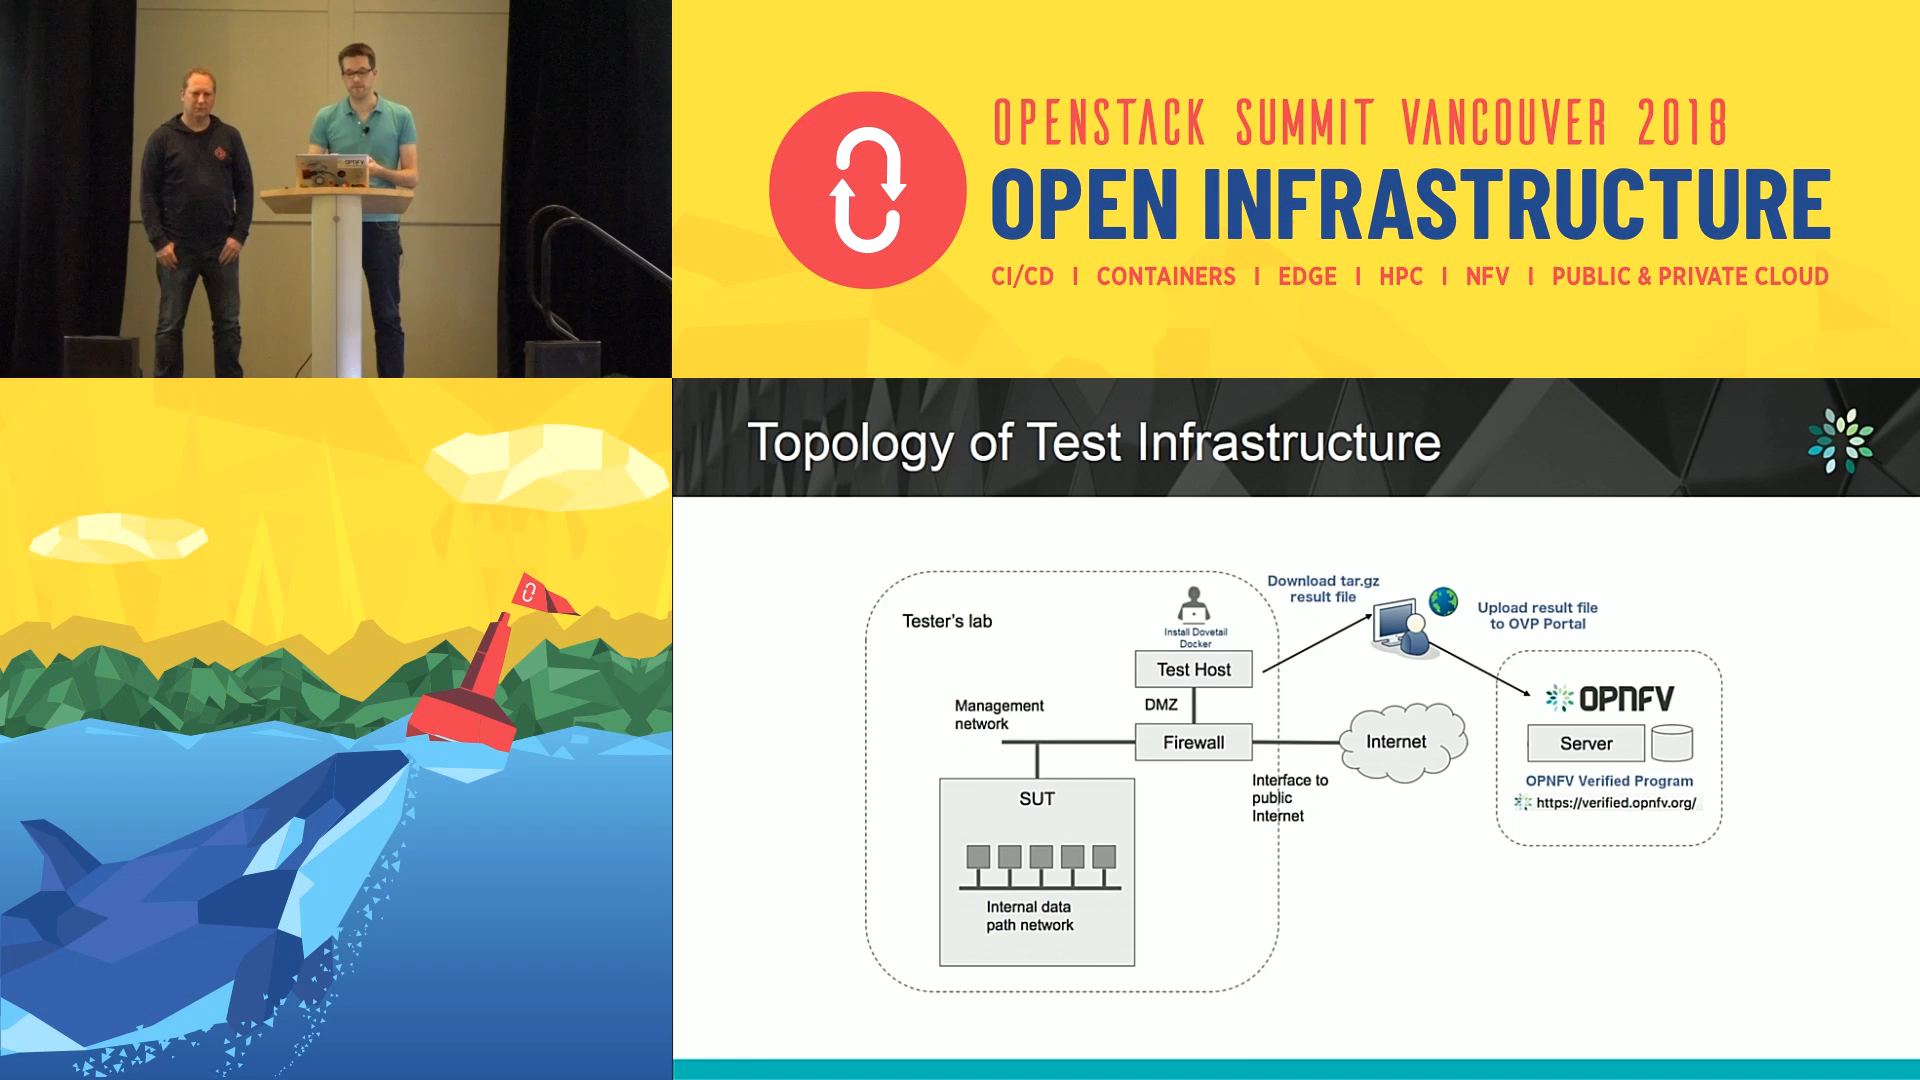 OPNFV
OPENSTACK SUMMIT VANCOUVER 2018
OPEN INFRASTRUCTURE
CI/CD | CONTAINERS | EDGE | HPC | NFV | PUBLIC & PRIVATE CLOUD
Topology of Test Infrastructure
Tester's lab
Install Dovetail
Docker
Test Host
DMZ
Management
network
Firewall
SUT
Internal data
path network
Download tar.gz
result file
Upload result file
to OVP Portal
Internet
Interface to
public
Internet
OPNFV
Server
OPNFV Verified Program
https://verified.opnfv.org/